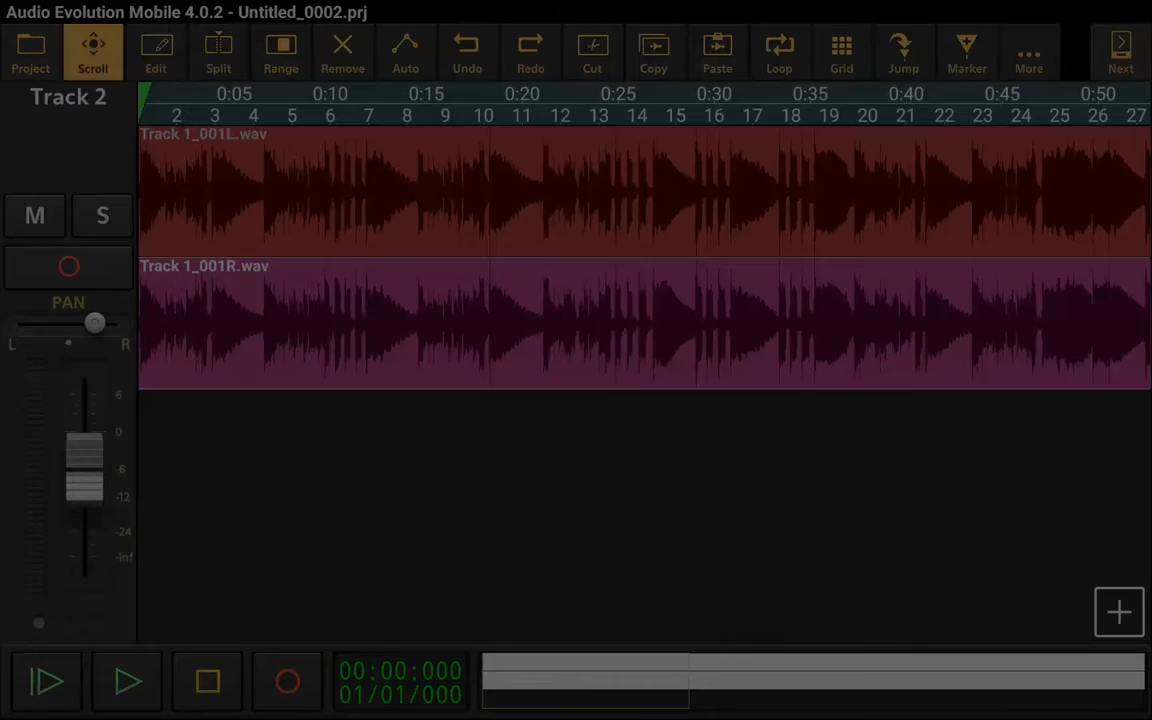 Audio Evolution Mobile 4.0.2 - Untitled_0002.prj
Project Scroll Edit Split Range Remove Auto Undo Redo Cut Copy Paste Loop Grid Jump Marker More Next
Track 2
0:05 0:10 0:15 0:20 0:25 0:30 0:35 0:40 0:45 0:50
2 3 4 5 6 7 8 9 10 11 12 13 14 15 16 17 18 19 20 21 22 23 24 25 26 27
Track 1_001L.wav
M S
Track 1_001R.wav
PAN
L R
6
0
-6
-12
-24
-inf
00:00:000
01/01/000